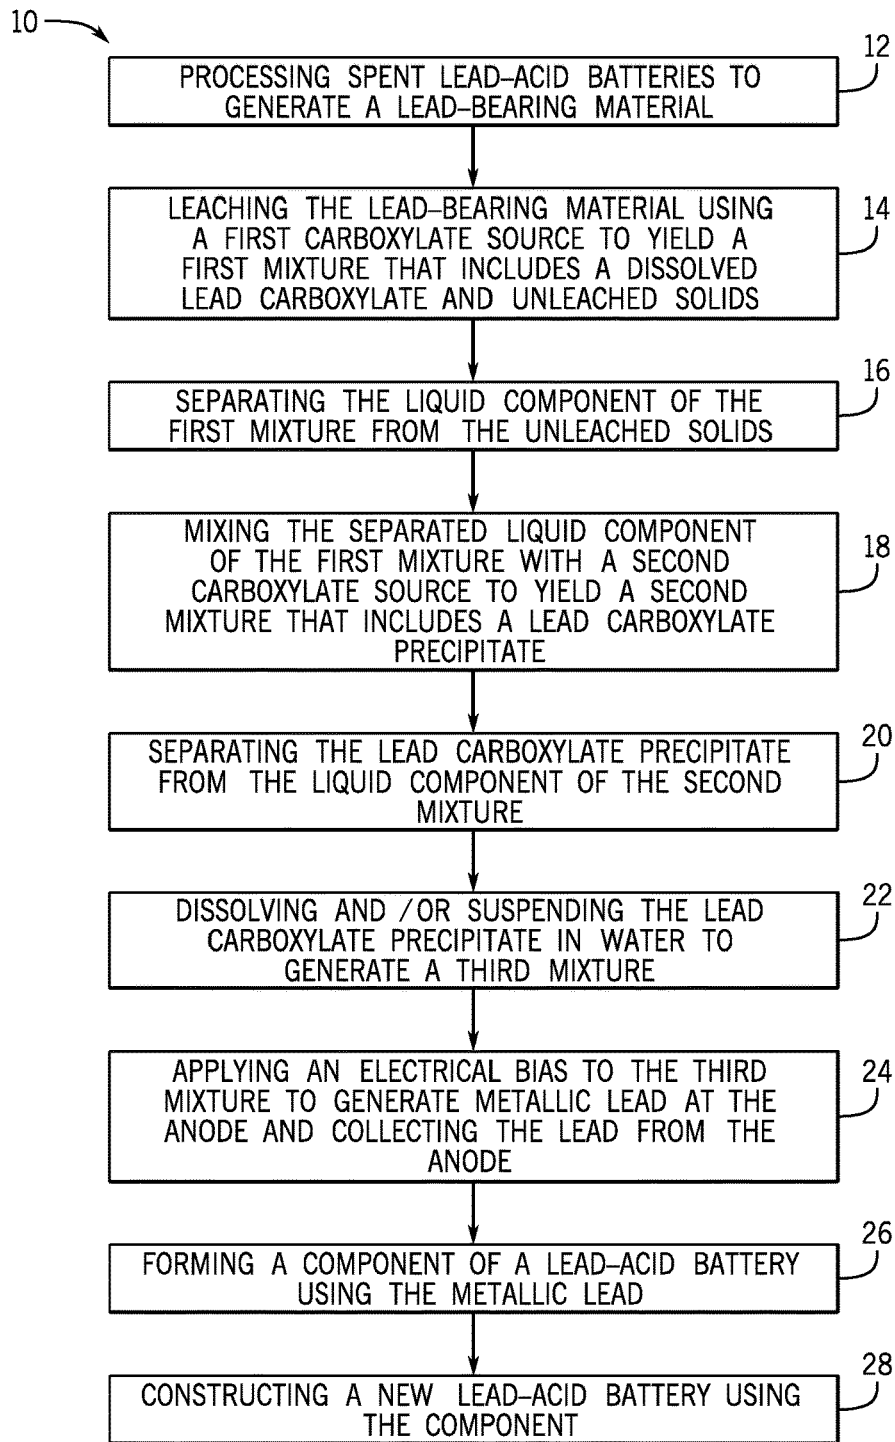 10
12
PROCESSING SPENT LEAD-ACID BATTERIES TO
GENERATE A LEAD-BEARING MATERIAL
14
LEACHING THE LEAD-BEARING MATERIAL USING
A FIRST CARBOXYLATE SOURCE TO YIELD A
FIRST MIXTURE THAT INCLUDES A DISSOLVED
LEAD CARBOXYLATE AND UNLEACHED SOLIDS
16
SEPARATING THE LIQUID COMPONENT OF THE
FIRST MIXTURE FROM THE UNLEACHED SOLIDS
18
MIXING THE SEPARATED LIQUID COMPONENT
OF THE FIRST MIXTURE WITH A SECOND
CARBOXYLATE SOURCE TO YIELD A SECOND
MIXTURE THAT INCLUDES A LEAD CARBOXYLATE
PRECIPITATE
20
SEPARATING THE LEAD CARBOXYLATE PRECIPITATE
FROM THE LIQUID COMPONENT OF THE SECOND
MIXTURE
22
DISSOLVING AND /OR SUSPENDING THE LEAD
CARBOXYLATE PRECIPITATE IN WATER TO
GENERATE A THIRD MIXTURE
24
APPLYING AN ELECTRICAL BIAS TO THE THIRD
MIXTURE TO GENERATE METALLIC LEAD AT THE
ANODE AND COLLECTING THE LEAD FROM THE
ANODE
26
FORMING A COMPONENT OF A LEAD-ACID BATTERY
USING THE METALLIC LEAD
28
CONSTRUCTING A NEW LEAD-ACID BATTERY USING
THE COMPONENT